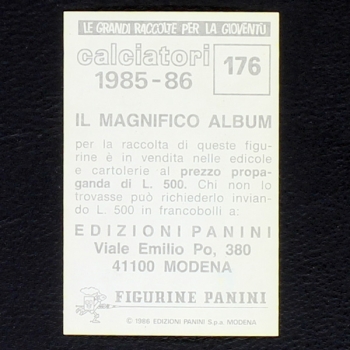 LE GRANDI RACCOLTE PER LA GIOVENTÙ
calciatori
1985-86
176
IL MAGNIFICO ALBUM
per la raccolta di queste figu-
rine è in vendita nelle edicole
e cartolerie al prezzo propa-
ganda di L. 500. Chi non lo
trovasse può richiederlo invian-
do L. 500 in francobolli a:
EDIZIONI PANINI
Viale Emilio Po, 380
41100 MODENA
FIGURINE PANINI
© 1986 EDIZIONI PANINI S.p.a. MODENA